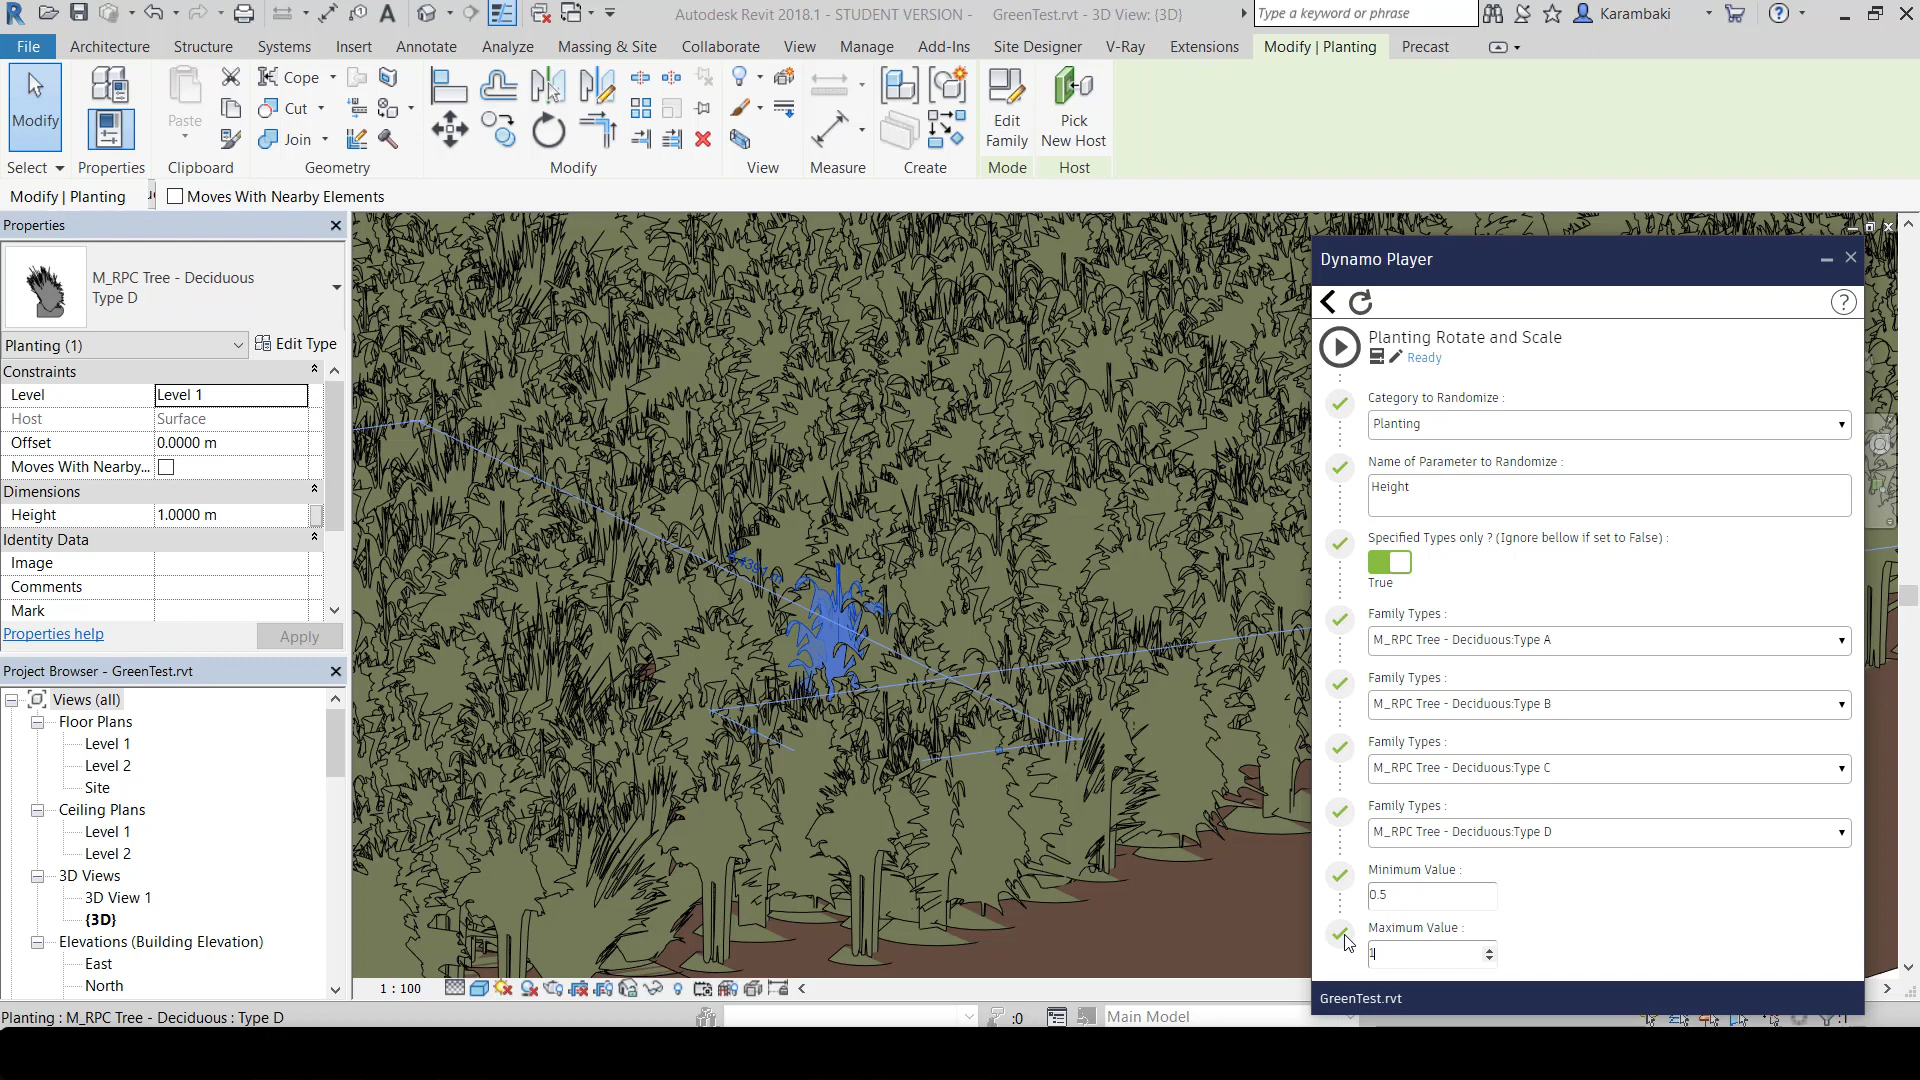 Autodesk Revit 2018.1 - STUDENT VERSION - GreenTest.rvt - 3D View: {3D}
Type a keyword or phrase
Karambaki
File Architecture Structure Systems Insert Annotate Analyze Massing & Site Collaborate View Manage Add-Ins Site Designer V-Ray Extensions Modify | Planting Precast
Modify
Paste
Cope
Cut
Join
Edit Family
Pick New Host
Select Properties Clipboard Geometry Modify View Measure Create Mode Host
Modify | Planting
Moves With Nearby Elements
Properties
M_RPC Tree - Deciduous
Type D
Planting (1)
Edit Type
Constraints
Level Level 1
Host Surface
Offset 0.0000 m
Moves With Nearby...
Dimensions
Height 1.0000 m
Identity Data
Image
Comments
Mark
Properties help
Apply
Project Browser - GreenTest.rvt
Views (all)
Floor Plans
Level 1
Level 2
Site
Ceiling Plans
Level 1
Level 2
3D Views
3D View 1
{3D}
Elevations (Building Elevation)
East
North
Dynamo Player
Planting Rotate and Scale
Ready
Category to Randomize :
Planting
Name of Parameter to Randomize :
Height
Specified Types only ? (Ignore bellow if set to False) :
True
Family Types :
M_RPC Tree - Deciduous:Type A
Family Types :
M_RPC Tree - Deciduous:Type B
Family Types :
M_RPC Tree - Deciduous:Type C
Family Types :
M_RPC Tree - Deciduous:Type D
Minimum Value :
0.5
Maximum Value :
1
GreenTest.rvt
1 : 100
Planting : M_RPC Tree - Deciduous : Type D
:0
Main Model
:1